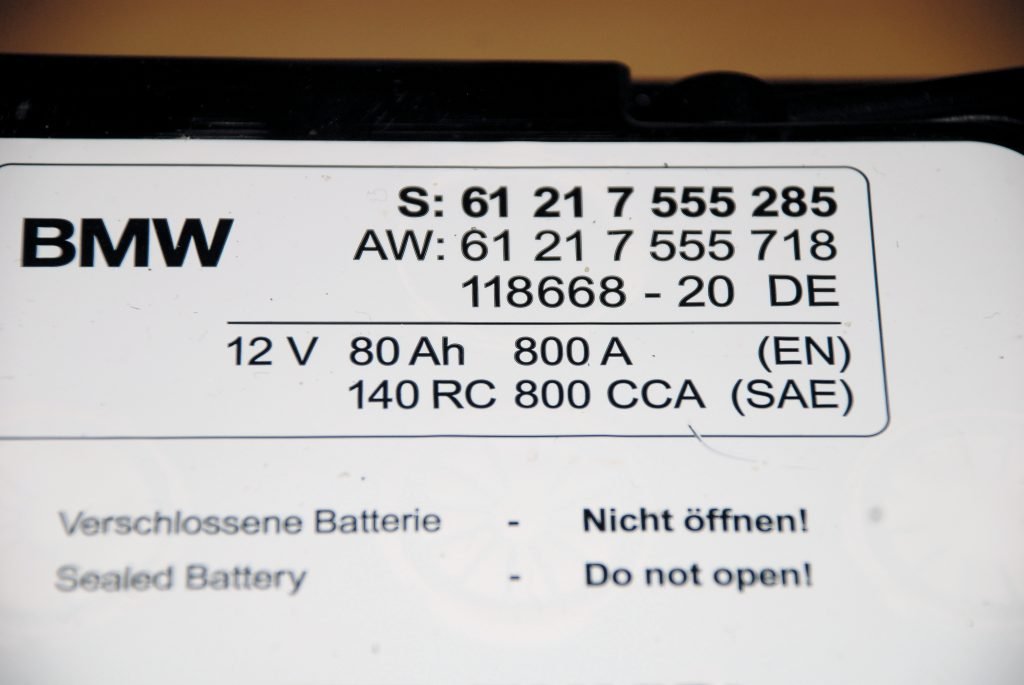 BMW
S: 61 21 7 555 285
AW: 61 21 7 555 718
118668 - 20 DE
12 V 80 Ah 800 A (EN)
140 RC 800 CCA (SAE)
Verschlossene Batterie - Nicht öffnen!
Sealed Battery - Do not open!